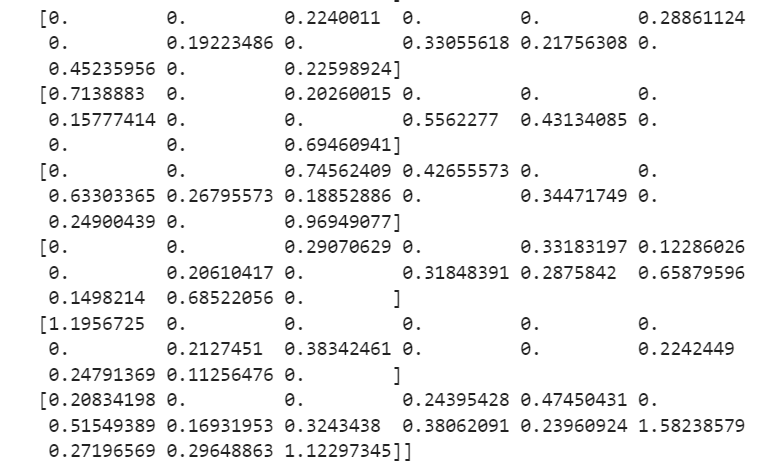 [0.         0.         0.2240011  0.         0.         0.28861124
 0.         0.19223486 0.         0.33055618 0.21756308 0.
 0.45235956 0.         0.22598924]
[0.7138883  0.         0.20260015 0.         0.         0.
 0.15777414 0.         0.         0.5562277  0.43134085 0.
 0.         0.         0.69460941]
[0.         0.         0.74562409 0.42655573 0.         0.
 0.63303365 0.26795573 0.18852886 0.         0.34471749 0.
 0.24900439 0.         0.96949077]
[0.         0.         0.29070629 0.         0.33183197 0.12286026
 0.         0.20610417 0.         0.31848391 0.2875842  0.65879596
 0.1498214  0.68522056 0.        ]
[1.1956725  0.         0.         0.         0.         0.
 0.         0.2127451  0.38342461 0.         0.         0.2242449
 0.24791369 0.11256476 0.        ]
[0.20834198 0.         0.         0.24395428 0.47450431 0.
 0.51549389 0.16931953 0.3243438  0.38062091 0.23960924 1.58238579
 0.27196569 0.29648863 1.12297345]]